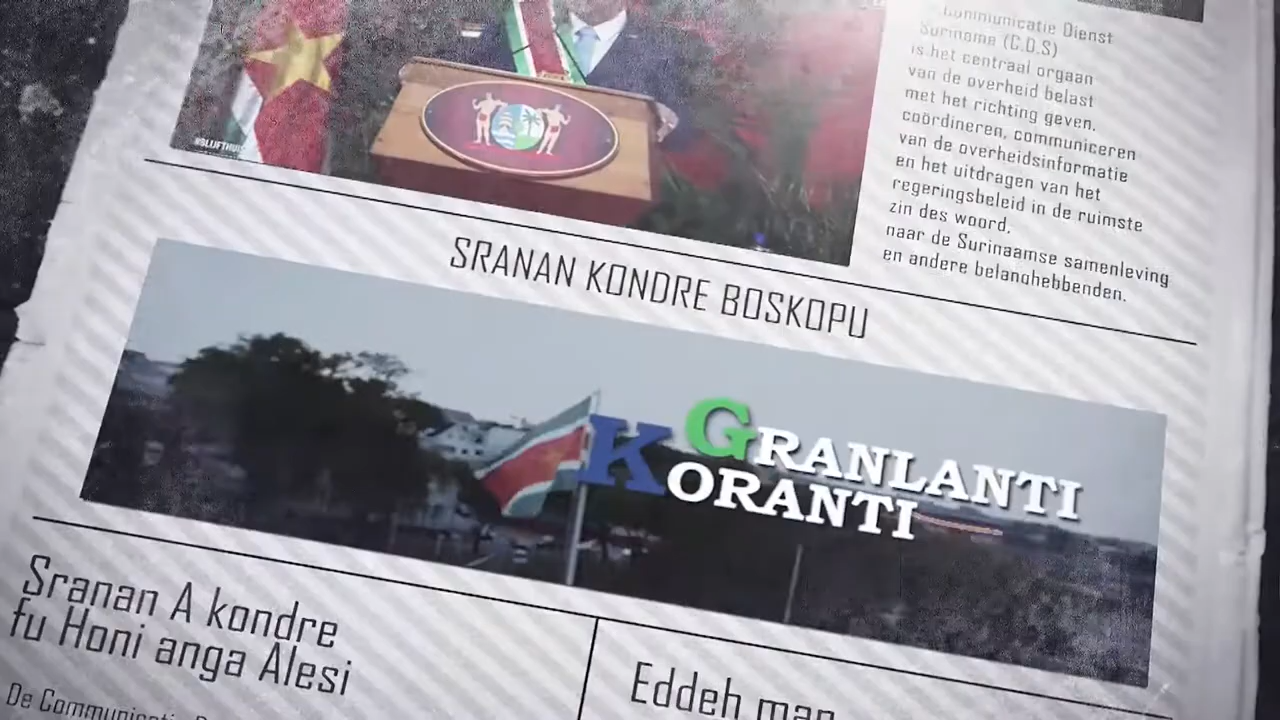 Communicatie Dienst
Suriname (C.D.S)
is het centraal orgaan
van de overheid belast
met het richting geven,
coördineren, communiceren
van de overheidsinformatie
en het uitdragen van het
regeringsbeleid in de ruimste
zin des woord,
naar de Surinaamse samenleving
en andere belanghebbenden.
SRANAN KONDRE BOSKOPU
GRANLANTI
KORANTI
Sranan A kondre
fu Honi anga Alesi
De
Eddeh man